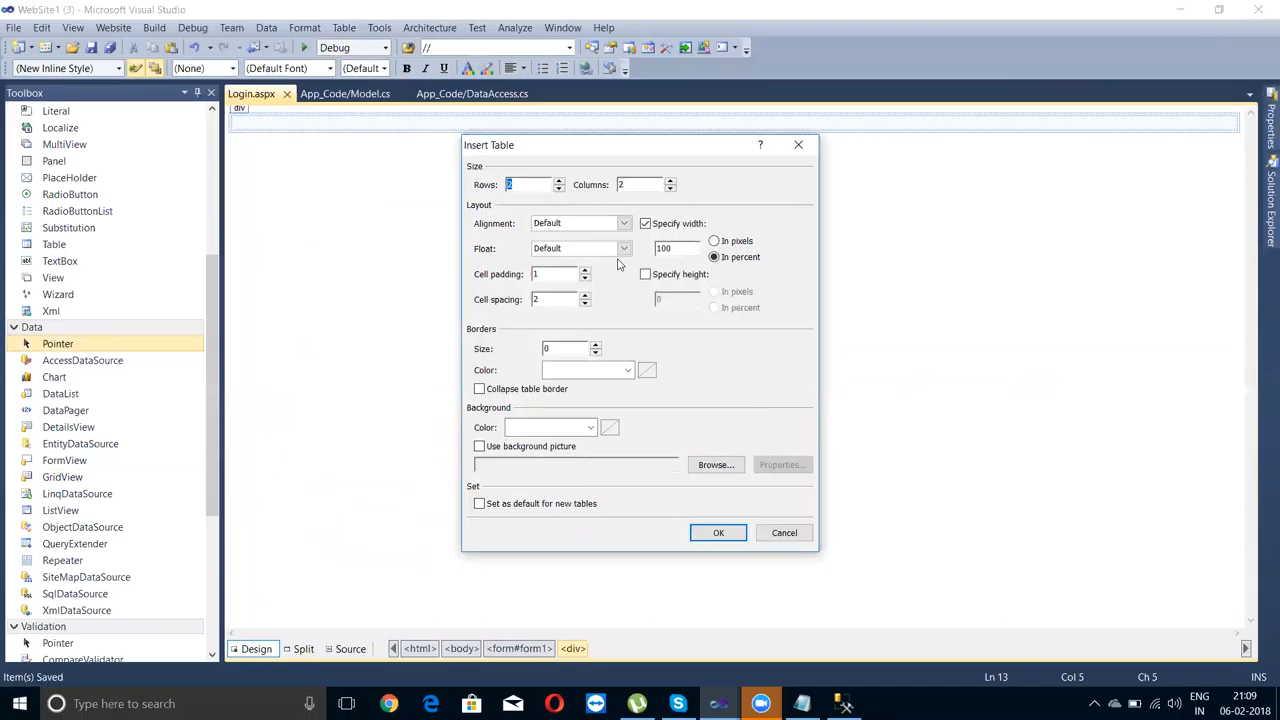 WebSite1 (3) - Microsoft Visual Studio
File Edit View Website Build Debug Team Data Format Table Tools Architecture Test Analyze Window Help
Debug //
(New Inline Style) (None) (Default Font) (Default B I U A
Toolbox
Login.aspx App_Code/Model.cs App_Code/DataAccess.cs
div
Literal
Localize
MultiView
Panel
PlaceHolder
RadioButton
RadioButtonList
Substitution
Table
TextBox
View
Wizard
Xml
Data
Pointer
AccessDataSource
Chart
DataList
DataPager
DetailsView
EntityDataSource
FormView
GridView
LinqDataSource
ListView
ObjectDataSource
QueryExtender
Repeater
SiteMapDataSource
SqlDataSource
XmlDataSource
Validation
Pointer
CompareValidator
Insert Table ?
Size
Rows: 2 Columns: 2
Layout
Alignment: Default Specify width:
In pixels
Float: Default 100
In percent
Cell padding: 1 Specify height:
In pixels
Cell spacing: 2 0
In percent
Borders
Size: 0
Color:
Collapse table border
Background
Color:
Use background picture
Browse... Properties...
Set
Set as default for new tables
OK Cancel
Properties
Solution Explorer
Design Split Source <html> <body> <form#form1> <div>
Item(s) Saved Ln 13 Col 5 Ch 5 INS
Type here to search
ENG 21:09
IN 06-02-2018